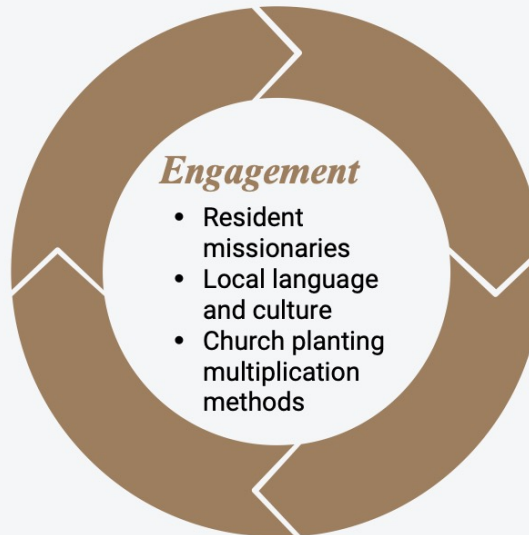 Engagement
• Resident
missionaries
• Local language
and culture
• Church planting
multiplication
methods